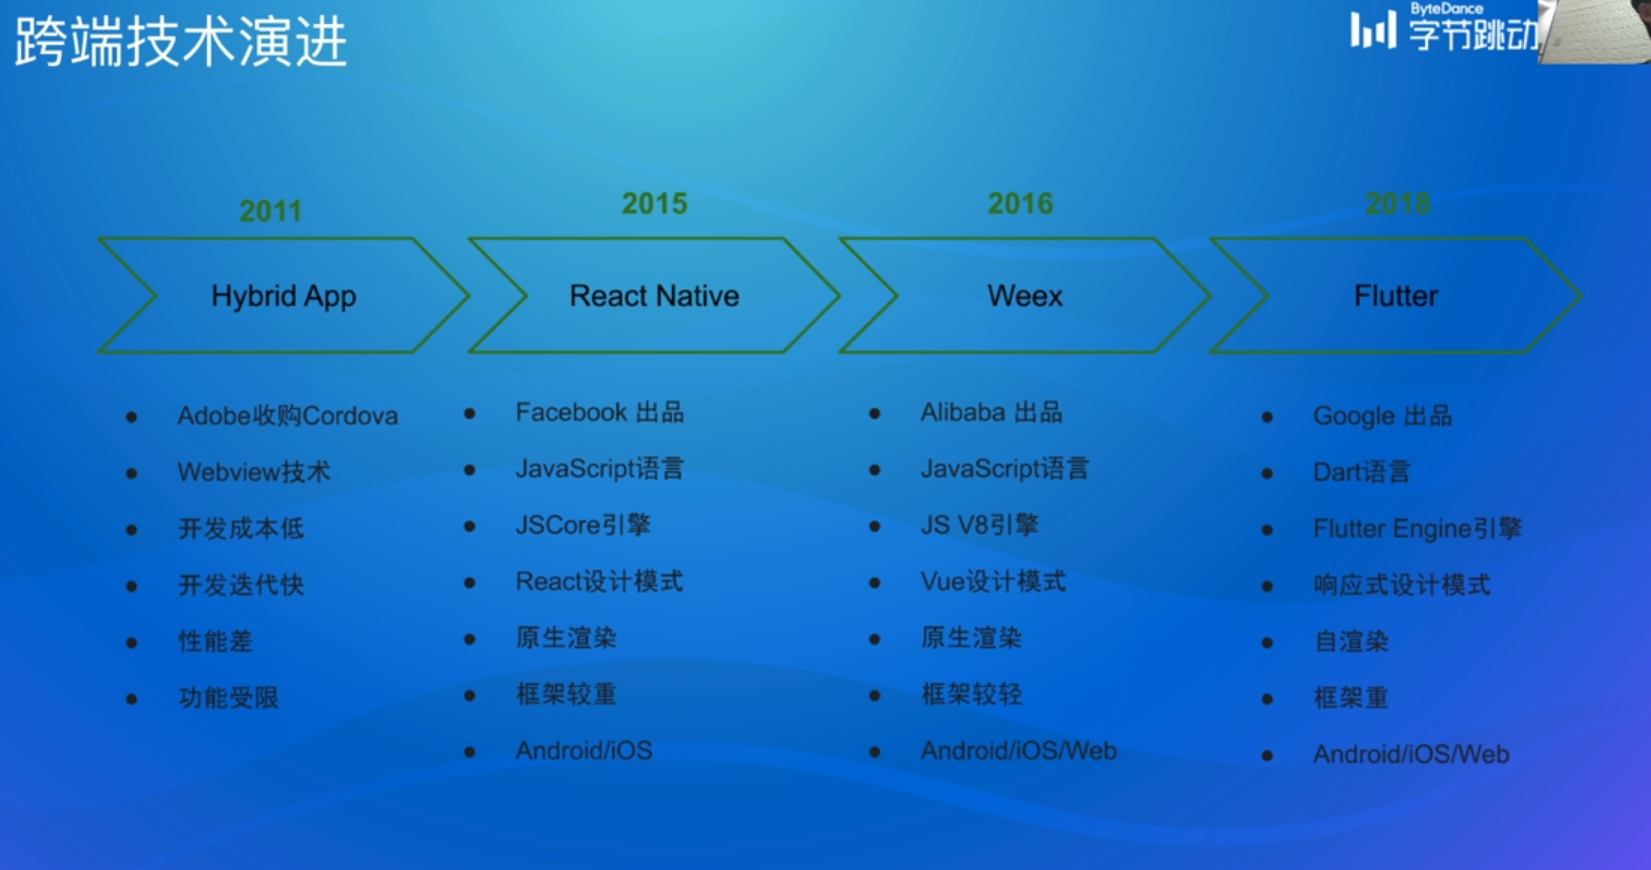 跨端技术演进
ByteDance
字节跳动
2011
2015
2016
2018
Hybrid App
React Native
Weex
Flutter
Adobe收购Cordova
Webview技术
开发成本低
开发迭代快
性能差
功能受限
Facebook 出品
JavaScript语言
JSCore引擎
React设计模式
原生渲染
框架较重
Android/iOS
Alibaba 出品
JavaScript语言
JS V8引擎
Vue设计模式
原生渲染
框架较轻
Android/iOS/Web
Google 出品
Dart语言
Flutter Engine引擎
响应式设计模式
自渲染
框架重
Android/iOS/Web